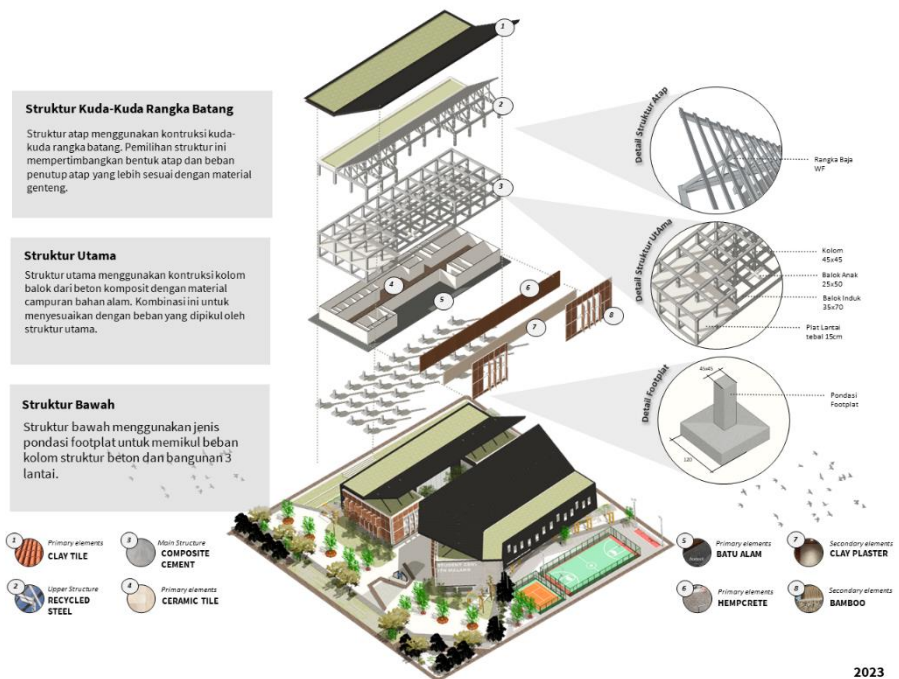 Struktur Kuda-Kuda Rangka Batang
Struktur atap menggunakan kontruksi kuda-
kuda rangka batang. Pemilihan struktur ini
mempertimbangkan bentuk atap dan beban
penutup atap yang lebih sesuai dengan material
genteng.
Struktur Utama
Struktur utama menggunakan kontruksi kolom
balok dari beton komposit dengan material
campuran bahan alam. Kombinasi ini untuk
menyesuaikan dengan beban yang dipikul oleh
struktur utama.
Struktur Bawah
Struktur bawah menggunakan jenis
pondasi footplat untuk memikul beban
kolom struktur beton dan bangunan 3
lantai.
1
2
3
4
5
6
7
8
Detail Struktur Atap
Rangka Baja
WF
Detail Struktur UtAma
Kolom
45x45
Balok Anak
25x50
Balok Induk
35x70
Plat Lantai
tebal 15cm
Detail Footplat
45x45
120
Pondasi
Footplat
1
Primary elements
CLAY TILE
2
Upper Structure
RECYCLED
STEEL
3
Main Structure
COMPOSITE
CEMENT
4
Primary elements
CERAMIC TILE
5
Primary elements
BATU ALAM
6
Primary elements
HEMPCRETE
7
Secondary elements
CLAY PLASTER
8
Secondary elements
BAMBOO
2023